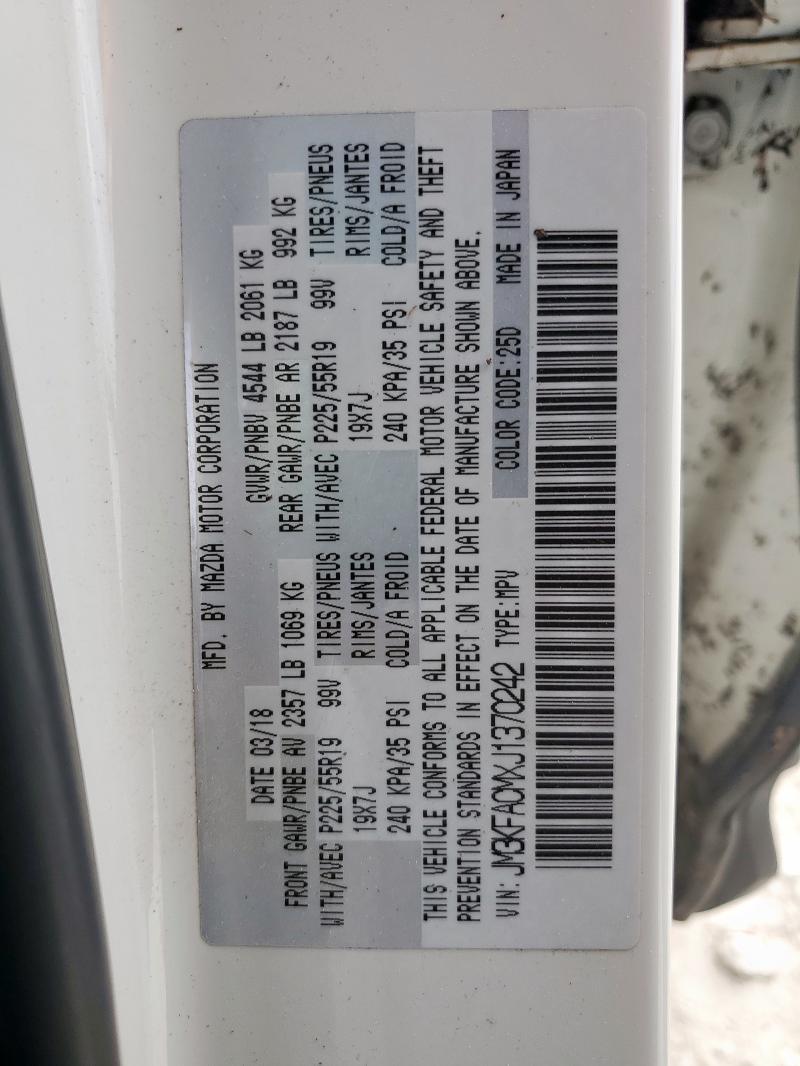 MFD. BY MAZDA MOTOR CORPORATION
DATE 03/18 GVWR/PNBV 4544 LB 2061 KG
FRONT GAWR/PNBE AV 2357 LB 1069 KG REAR GAWR/PNBE AR 2187 LB 992 KG
WITH/AVEC P225/55R19 99V TIRES/PNEUS WITH/AVEC P225/55R19 99V TIRES/PNEUS
19X7J RIMS/JANTES 19X7J RIMS/JANTES
240 KPA/35 PSI COLD/A FROID 240 KPA/35 PSI COLD/A FROID
THIS VEHICLE CONFORMS TO ALL APPLICABLE FEDERAL MOTOR VEHICLE SAFETY AND THEFT
PREVENTION STANDARDS IN EFFECT ON THE DATE OF MANUFACTURE SHOWN ABOVE.
VIN: JM3KFACMXJ1370242 TYPE:MPV COLOR CODE:25D MADE IN JAPAN